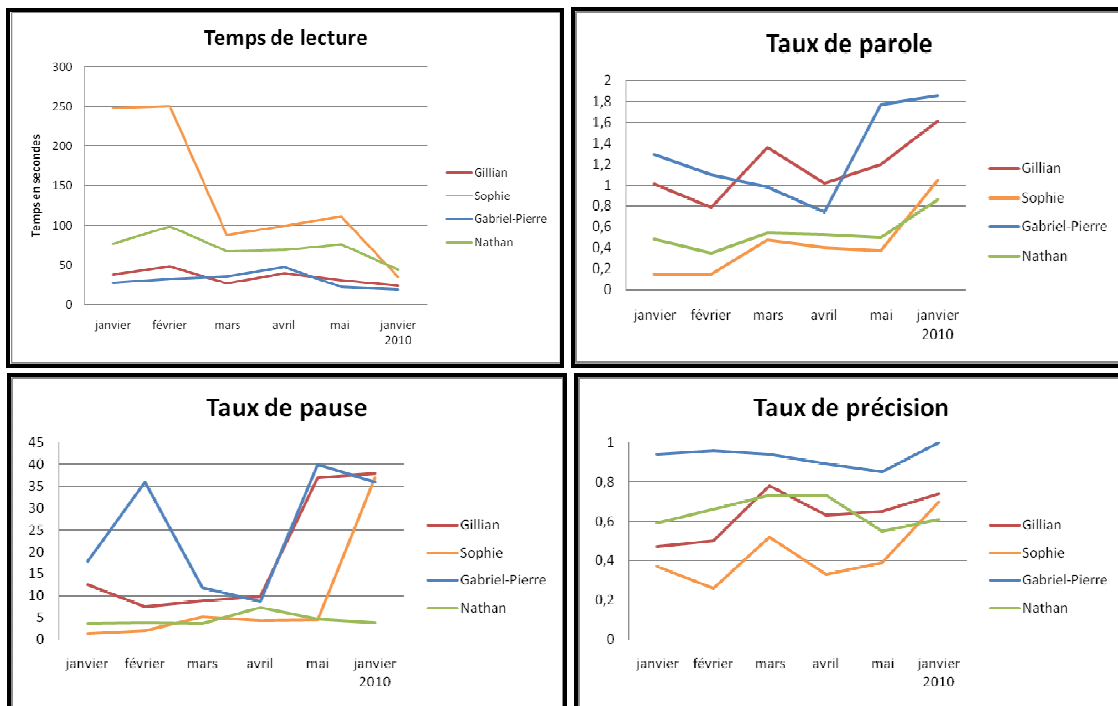 Temps de lecture
Temps en secondes
300
250
200
150
100
50
0
janvier février mars avril mai janvier
2010
Gillian
Sophie
Gabriel-Pierre
Nathan
Taux de parole
2
1,8
1,6
1,4
1,2
1
0,8
0,6
0,4
0,2
0
janvier février mars avril mai janvier
2010
Gillian
Sophie
Gabriel-Pierre
Nathan
Taux de pause
45
40
35
30
25
20
15
10
5
0
janvier février mars avril mai janvier
2010
Gillian
Sophie
Gabriel-Pierre
Nathan
Taux de précision
1
0,8
0,6
0,4
0,2
0
janvier février mars avril mai janvier
2010
Gillian
Sophie
Gabriel-Pierre
Nathan